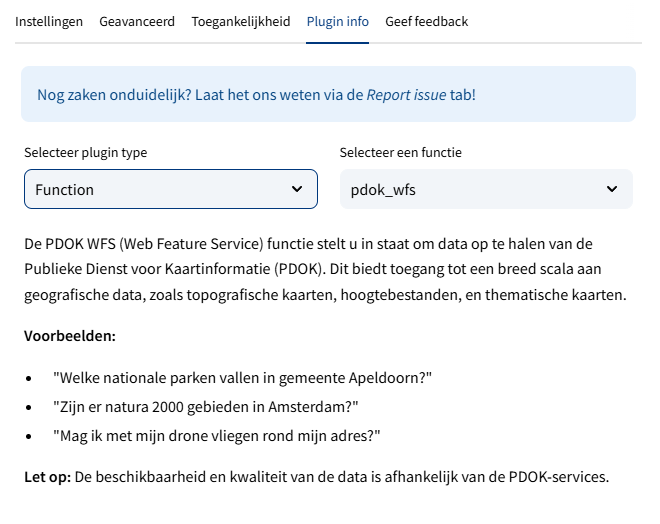 Instellingen Geavanceerd Toegankelijkheid Plugin info Geef feedback
Nog zaken onduidelijk? Laat het ons weten via de Report issue tab!
Selecteer plugin type Selecteer een functie
Function pdok_wfs
De PDOK WFS (Web Feature Service) functie stelt u in staat om data op te halen van de
Publieke Dienst voor Kaartinformatie (PDOK). Dit biedt toegang tot een breed scala aan
geografische data, zoals topografische kaarten, hoogtebestanden, en thematische kaarten.
Voorbeelden:
• "Welke nationale parken vallen in gemeente Apeldoorn?"
• "Zijn er natura 2000 gebieden in Amsterdam?"
• "Mag ik met mijn drone vliegen rond mijn adres?"
Let op: De beschikbaarheid en kwaliteit van de data is afhankelijk van de PDOK-services.